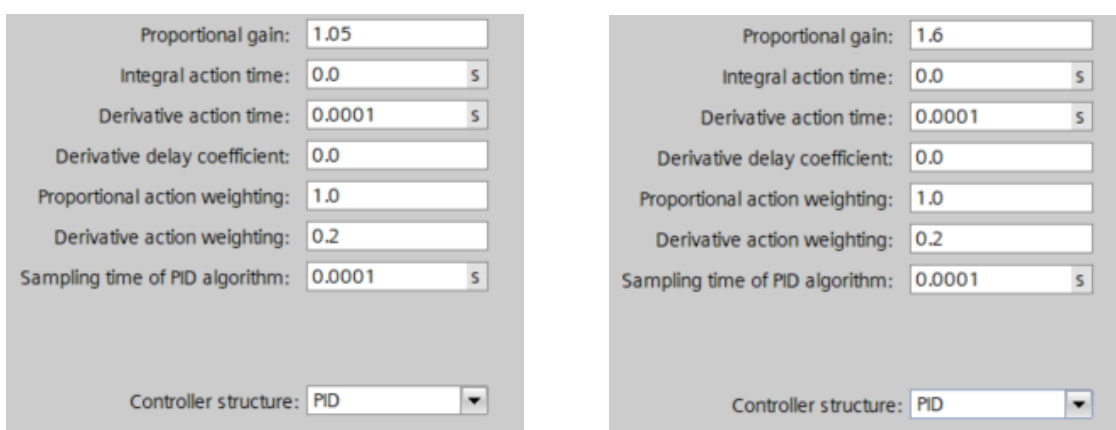 Proportional gain: 1.05
Integral action time: 0.0 s
Derivative action time: 0.0001 s
Derivative delay coefficient: 0.0
Proportional action weighting: 1.0
Derivative action weighting: 0.2
Sampling time of PID algorithm: 0.0001 s
Controller structure: PID
Proportional gain: 1.6
Integral action time: 0.0 s
Derivative action time: 0.0001 s
Derivative delay coefficient: 0.0
Proportional action weighting: 1.0
Derivative action weighting: 0.2
Sampling time of PID algorithm: 0.0001 s
Controller structure: PID